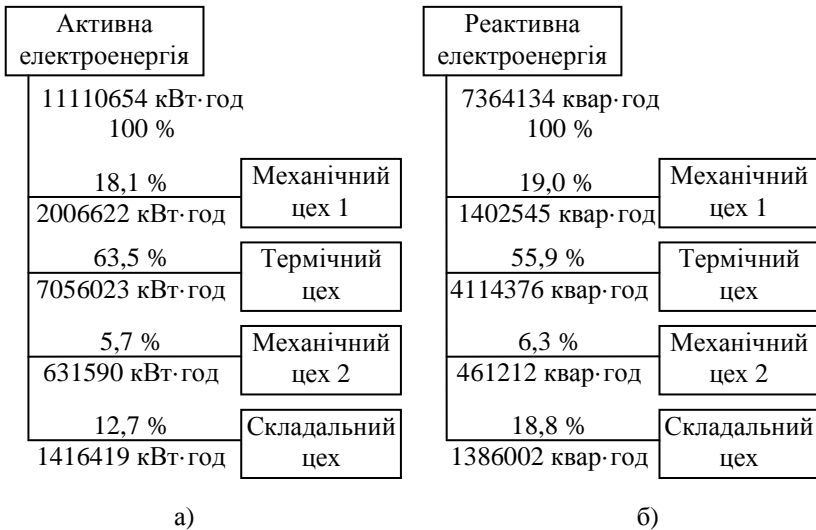 Активна
електроенергія
11110654 кВт·год
100 %
18,1 %
2006622 кВт·год
Механічний
цех 1
63,5 %
7056023 кВт·год
Термічний
цех
5,7 %
631590 кВт·год
Механічний
цех 2
12,7 %
1416419 кВт·год
Складальний
цех
а)
Реактивна
електроенергія
7364134 квар·год
100 %
19,0 %
1402545 квар·год
Механічний
цех 1
55,9 %
4114376 квар·год
Термічний
цех
6,3 %
461212 квар·год
Механічний
цех 2
18,8 %
1386002 квар·год
Складальний
цех
б)